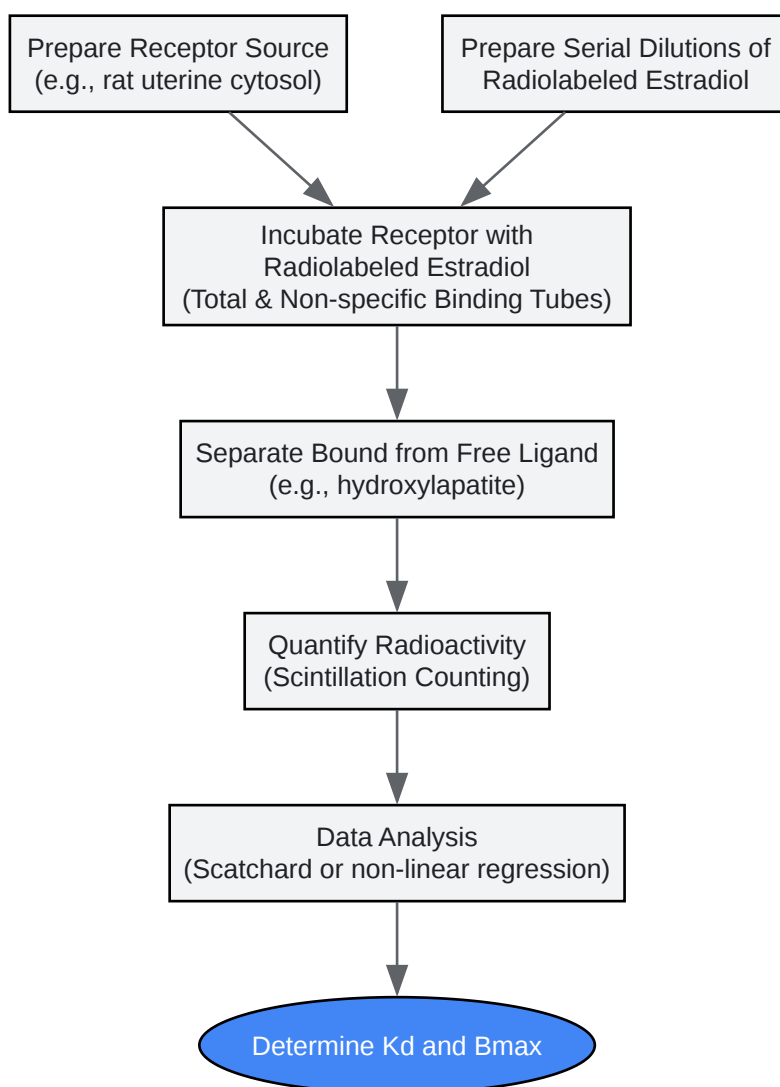 Prepare Receptor Source
(e.g., rat uterine cytosol)
Prepare Serial Dilutions of
Radiolabeled Estradiol
Incubate Receptor with
Radiolabeled Estradiol
(Total & Non-specific Binding Tubes)
Separate Bound from Free Ligand
(e.g., hydroxylapatite)
Quantify Radioactivity
(Scintillation Counting)
Data Analysis
(Scatchard or non-linear regression)
Determine Kd and Bmax